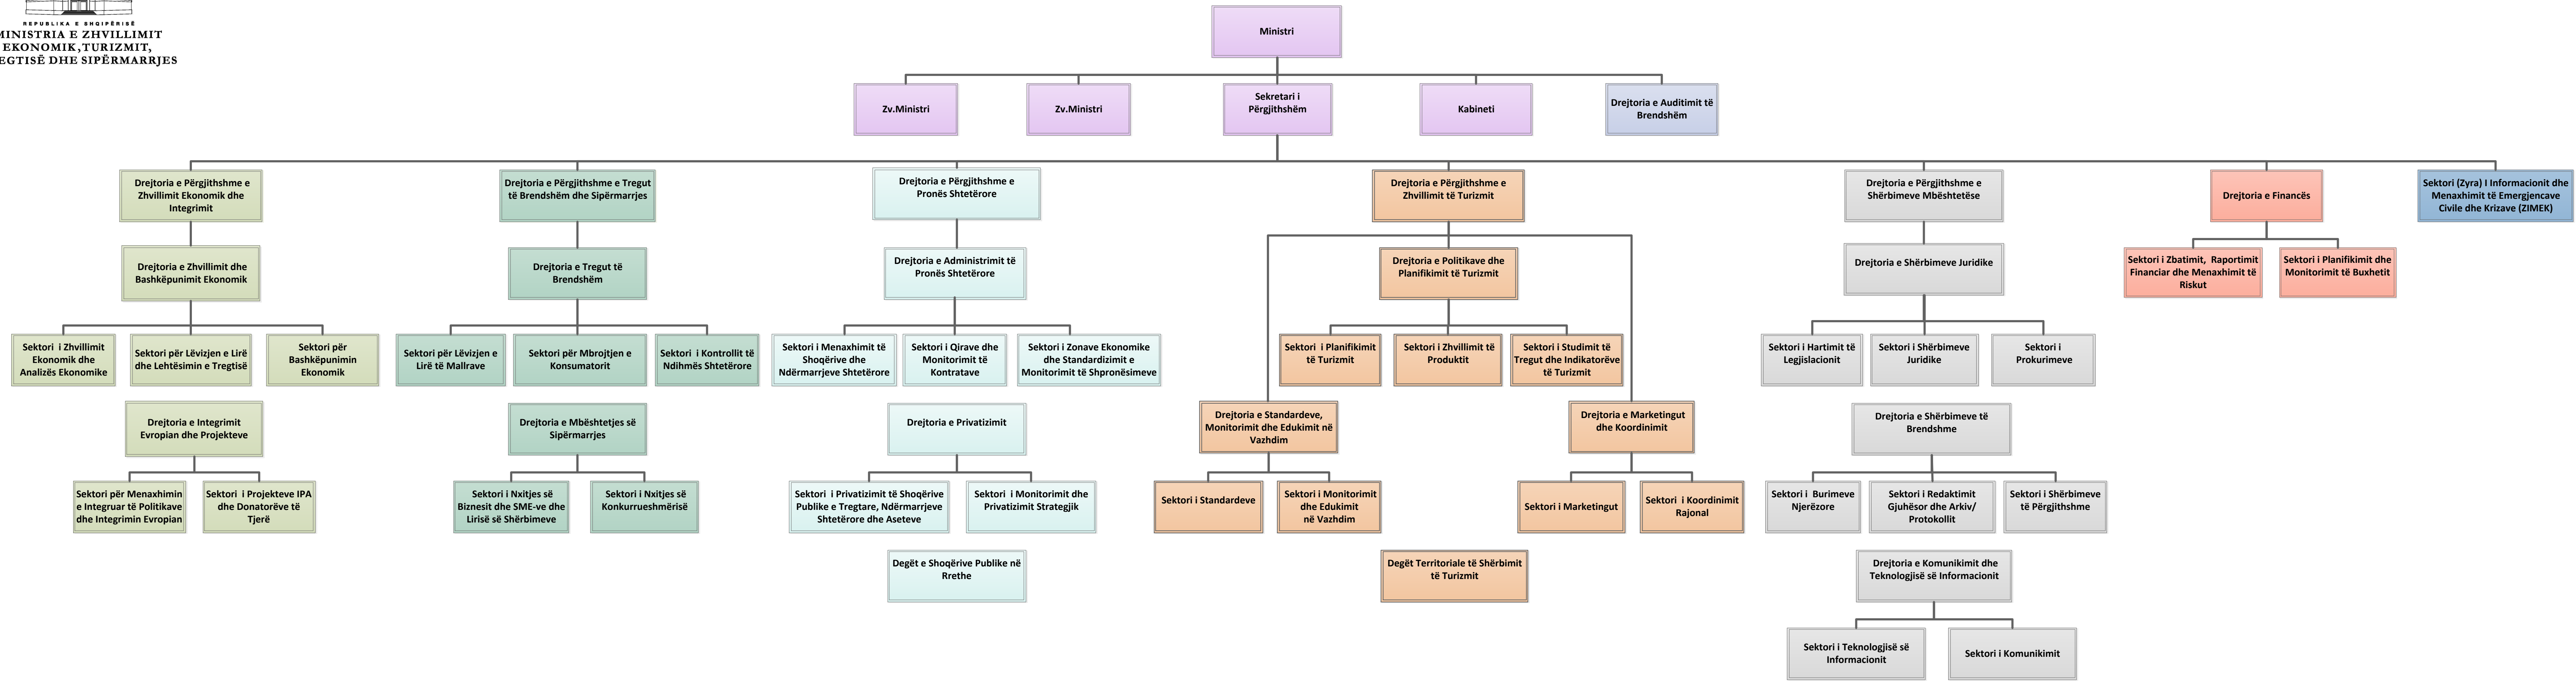 REPUBLIKA E SHQIPËRISË
MINISTRIA E ZHVILLIMIT
EKONOMIK, TURIZMIT,
EGTISË DHE SIPËRMARRJES
Ministri
Zv.Ministri
Zv.Ministri
Sekretari i
Përgjithshëm
Kabineti
Drejtoria e Auditimit të
Brendshëm
Drejtoria e Përgjithshme e
Zhvillimit Ekonomik dhe
Integrimit
Drejtoria e Përgjithshme e Tregut
të Brendshëm dhe Sipërmarrjes
Drejtoria e Përgjithshme e
Pronës Shtetërore
Drejtoria e Përgjithshme e
Zhvillimit të Turizmit
Drejtoria e Përgjithshme e
Shërbimeve Mbështetëse
Drejtoria e Financës
Sektori (Zyra) I Informacionit dhe
Menaxhimit të Emergjencave
Civile dhe Krizave (ZIMEK)
Drejtoria e Zhvillimit dhe
Bashkëpunimit Ekonomik
Drejtoria e Tregut të
Brendshëm
Drejtoria e Administrimit të
Pronës Shtetërore
Drejtoria e Politikave dhe
Planifikimit të Turizmit
Drejtoria e Shërbimeve Juridike
Sektori i Zbatimit, Raportimit
Financiar dhe Menaxhimit të
Riskut
Sektori i Planifikimit dhe
Monitorimit të Buxhetit
Sektori i Zhvillimit
Ekonomik dhe
Analizës Ekonomike
Sektori për Lëvizjen e Lirë
dhe Lehtësimin e Tregtisë
Sektori për
Bashkëpunimin
Ekonomik
Sektori për Lëvizjen e
Lirë të Mallrave
Sektori për Mbrojtjen e
Konsumatorit
Sektori i Kontrollit të
Ndihmës Shtetërore
Sektori i Menaxhimit të
Shoqërive dhe
Ndërmarrjeve Shtetërore
Sektori i Qirave dhe
Monitorimit të
Kontratave
Sektori i Zonave Ekonomike
dhe Standardizimit e
Monitorimit të Shpronësimeve
Sektori i Planifikimit
të Turizmit
Sektori i Zhvillimit të
Produktit
Sektori i Studimit të
Tregut dhe Indikatorëve
të Turizmit
Sektori i Hartimit të
Legjislacionit
Sektori i Shërbimeve
Juridike
Sektori i
Prokurimeve
Drejtoria e Integrimit
Evropian dhe Projekteve
Drejtoria e Mbështetjes së
Sipërmarrjes
Drejtoria e Privatizimit
Drejtoria e Standardeve,
Monitorimit dhe Edukimit në
Vazhdim
Drejtoria e Marketingut
dhe Koordinimit
Drejtoria e Shërbimeve të
Brendshme
Sektori për Menaxhimin
e Integruar të Politikave
dhe Integrimin Evropian
Sektori i Projekteve IPA
dhe Donatorëve të
Tjerë
Sektori i Nxitjes së
Biznesit dhe SME-ve dhe
Lirisë së Shërbimeve
Sektori i Nxitjes së
Konkurrueshmërisë
Sektori i Privatizimit të Shoqërive
Publike e Tregtare, Ndërmarrjeve
Shtetërore dhe Aseteve
Sektori i Monitorimit dhe
Privatizimit Strategjik
Sektori i Standardeve
Sektori i Monitorimit
dhe Edukimit
në Vazhdim
Sektori i Marketingut
Sektori i Koordinimit
Rajonal
Sektori i Burimeve
Njerëzore
Sektori i Redaktimit
Gjuhësor dhe Arkiv/
Protokollit
Sektori i Shërbimeve
të Përgjithshme
Degët e Shoqërive Publike në
Rrethe
Degët Territoriale të Shërbimit
të Turizmit
Drejtoria e Komunikimit dhe
Teknologjisë së Informacionit
Sektori i Teknologjisë së
Informacionit
Sektori i Komunikimit